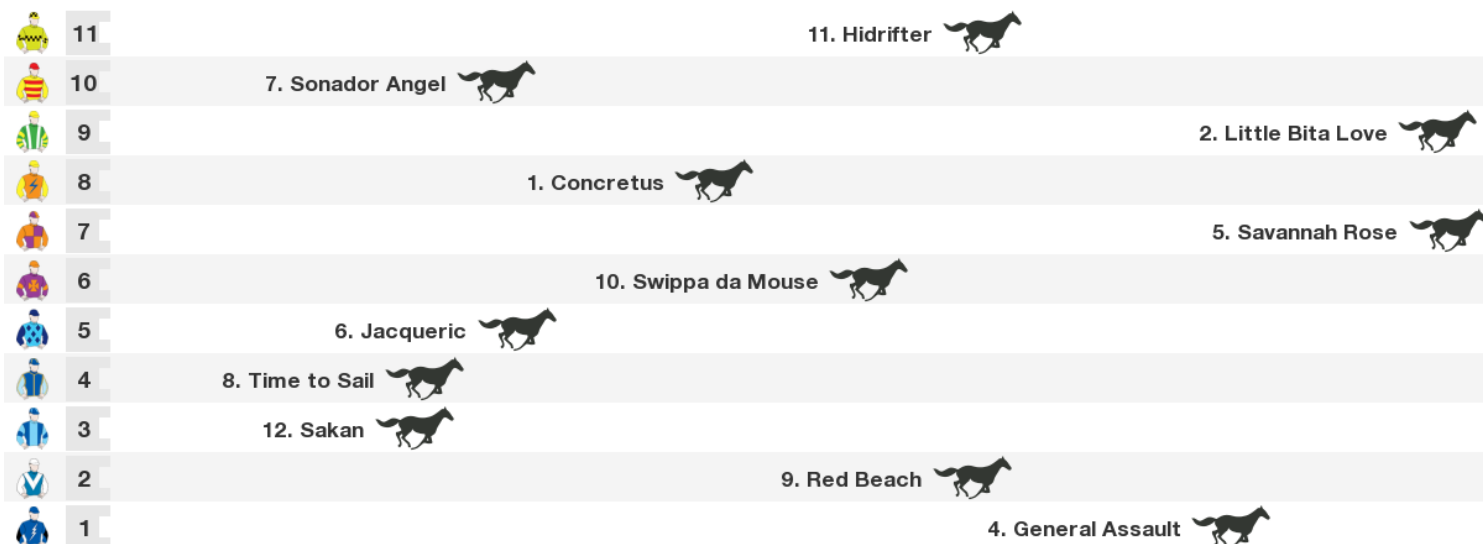 11 11. Hidrifter
10 7. Sonador Angel
9 2. Little Bita Love
8 1. Concretus
7 5. Savannah Rose
6 10. Swippa da Mouse
5 6. Jacqueric
4 8. Time to Sail
3 12. Sakan
2 9. Red Beach
1 4. General Assault